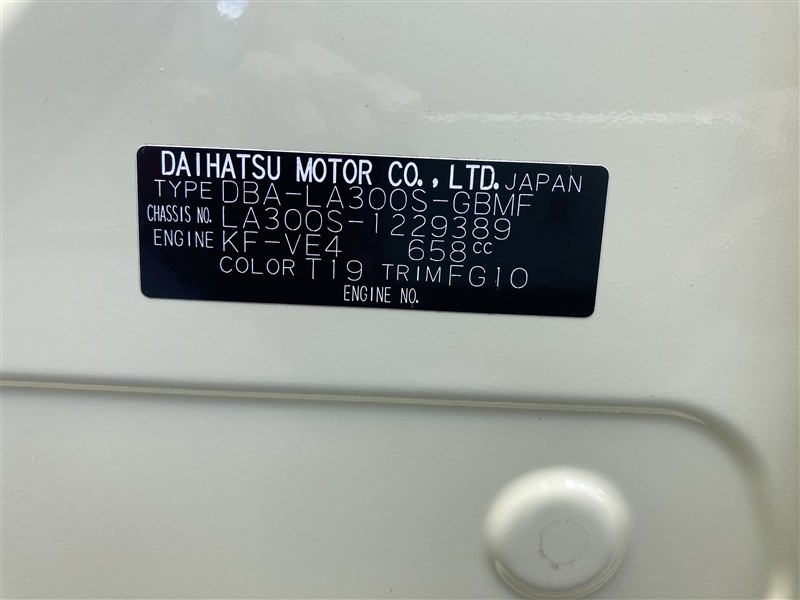 DAIHATSU MOTOR CO., LTD. JAPAN
TYPE DBA-LA300S-GBMF
CHASSIS NO. LA300S-1229389
ENGINE KF-VE4 658cc
COLOR T19 TRIM FG10
ENGINE NO.